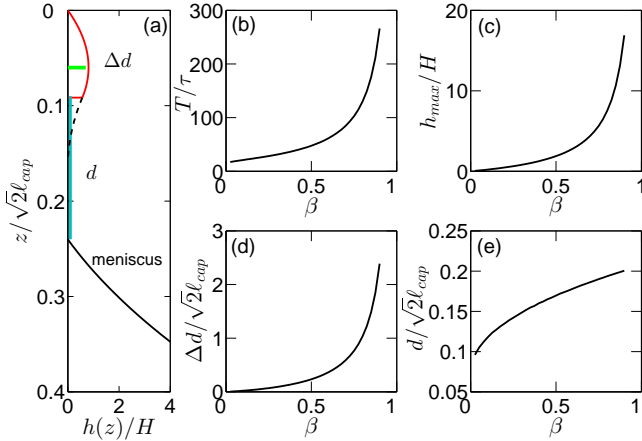 (a)
0
0.1
0.2
0.3
0.4
z/√2ℓcap
Δd
d
meniscus
0
2
4
h(z)/H
(b)
300
200
100
0
T/τ
0
0.5
1
β
(c)
20
10
0
hmax/H
0
0.5
1
β
(d)
3
2
1
0
Δd/√2ℓcap
0
0.5
1
β
(e)
0.25
0.2
0.15
0.1
0.05
d/√2ℓcap
0
0.5
1
β